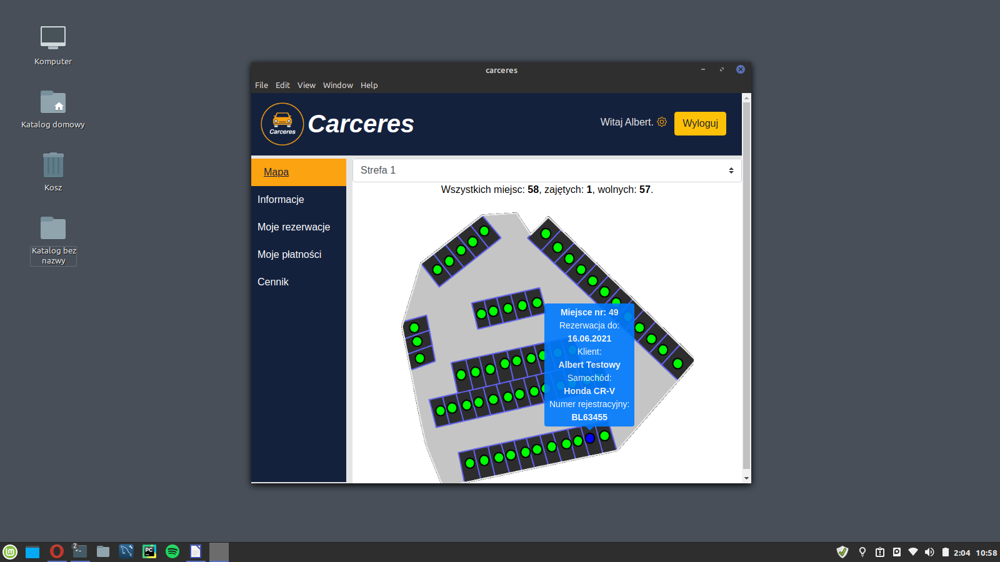 Komputer
Katalog domowy
Kosz
Katalog bez
nazwy
carceres
File Edit View Window Help
Carceres
Carceres
Witaj Albert.
Wyloguj
Mapa
Informacje
Moje rezerwacje
Moje płatności
Cennik
Strefa 1
Wszystkich miejsc: 58, zajętych: 1, wolnych: 57.
Miejsce nr: 49
Rezerwacja do:
16.06.2021
Klient:
Albert Testowy
Samochód:
Honda CR-V
Numer rejestracyjny:
BL63455
2
PC
2:04 10:58